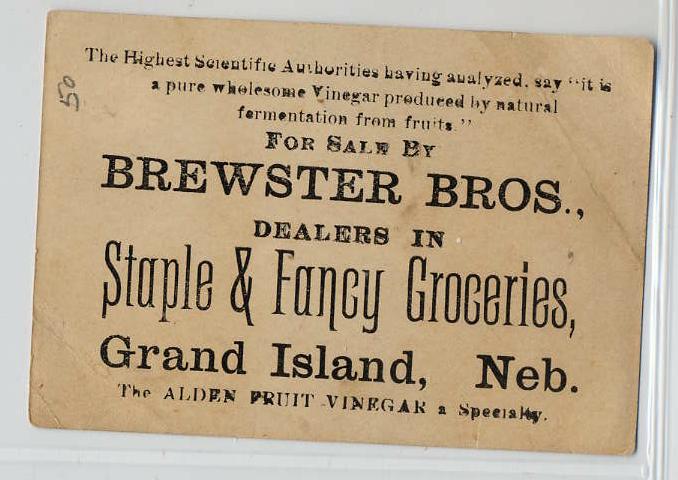 The Highest Scientific Authorities having analyzed, say "it is
a pure wholesome Vinegar produced by natural
fermentation from fruits."
FOR SALE BY
BREWSTER BROS.,
DEALERS IN
Staple & Fancy Groceries,
Grand Island, Neb.
The ALDEN FRUIT VINEGAR a Specialty.
50